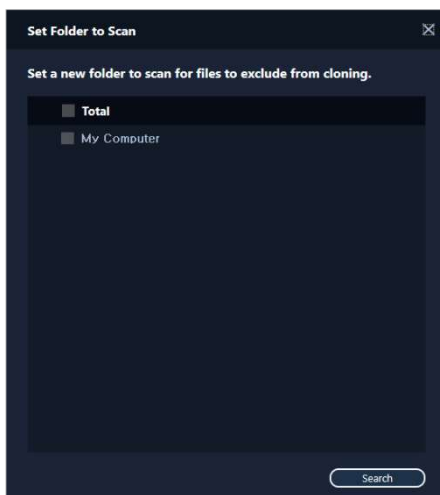 Set Folder to Scan
Set a new folder to scan for files to exclude from cloning.
Total
My Computer
Search